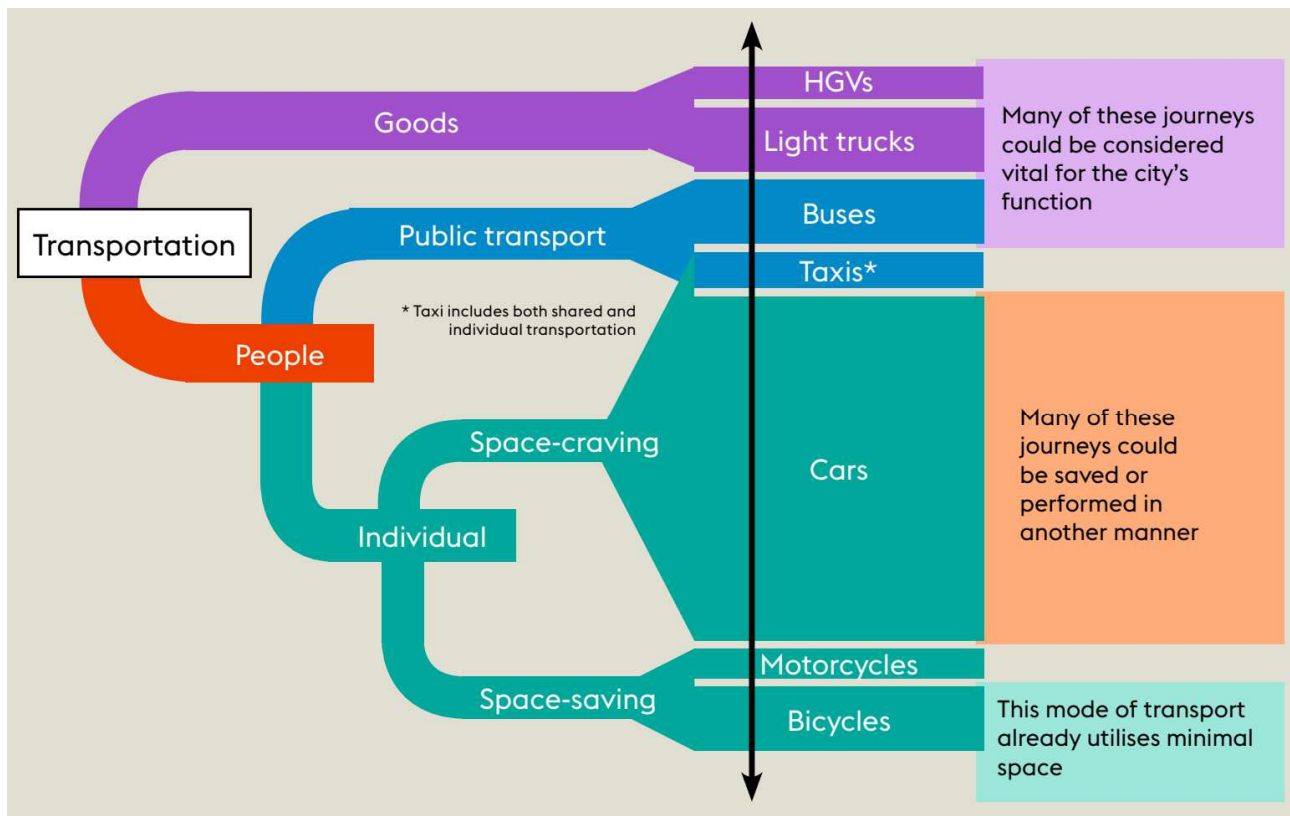 HGVs
Goods
Light trucks
Many of these journeys
could be considered
vital for the city’s
function
Transportation
Public transport
Buses
Taxis*
* Taxi includes both shared and
individual transportation
People
Space-craving
Cars
Many of these
journeys could
be saved or
performed in
another manner
Individual
Motorcycles
Space-saving
Bicycles
This mode of transport
already utilises minimal
space